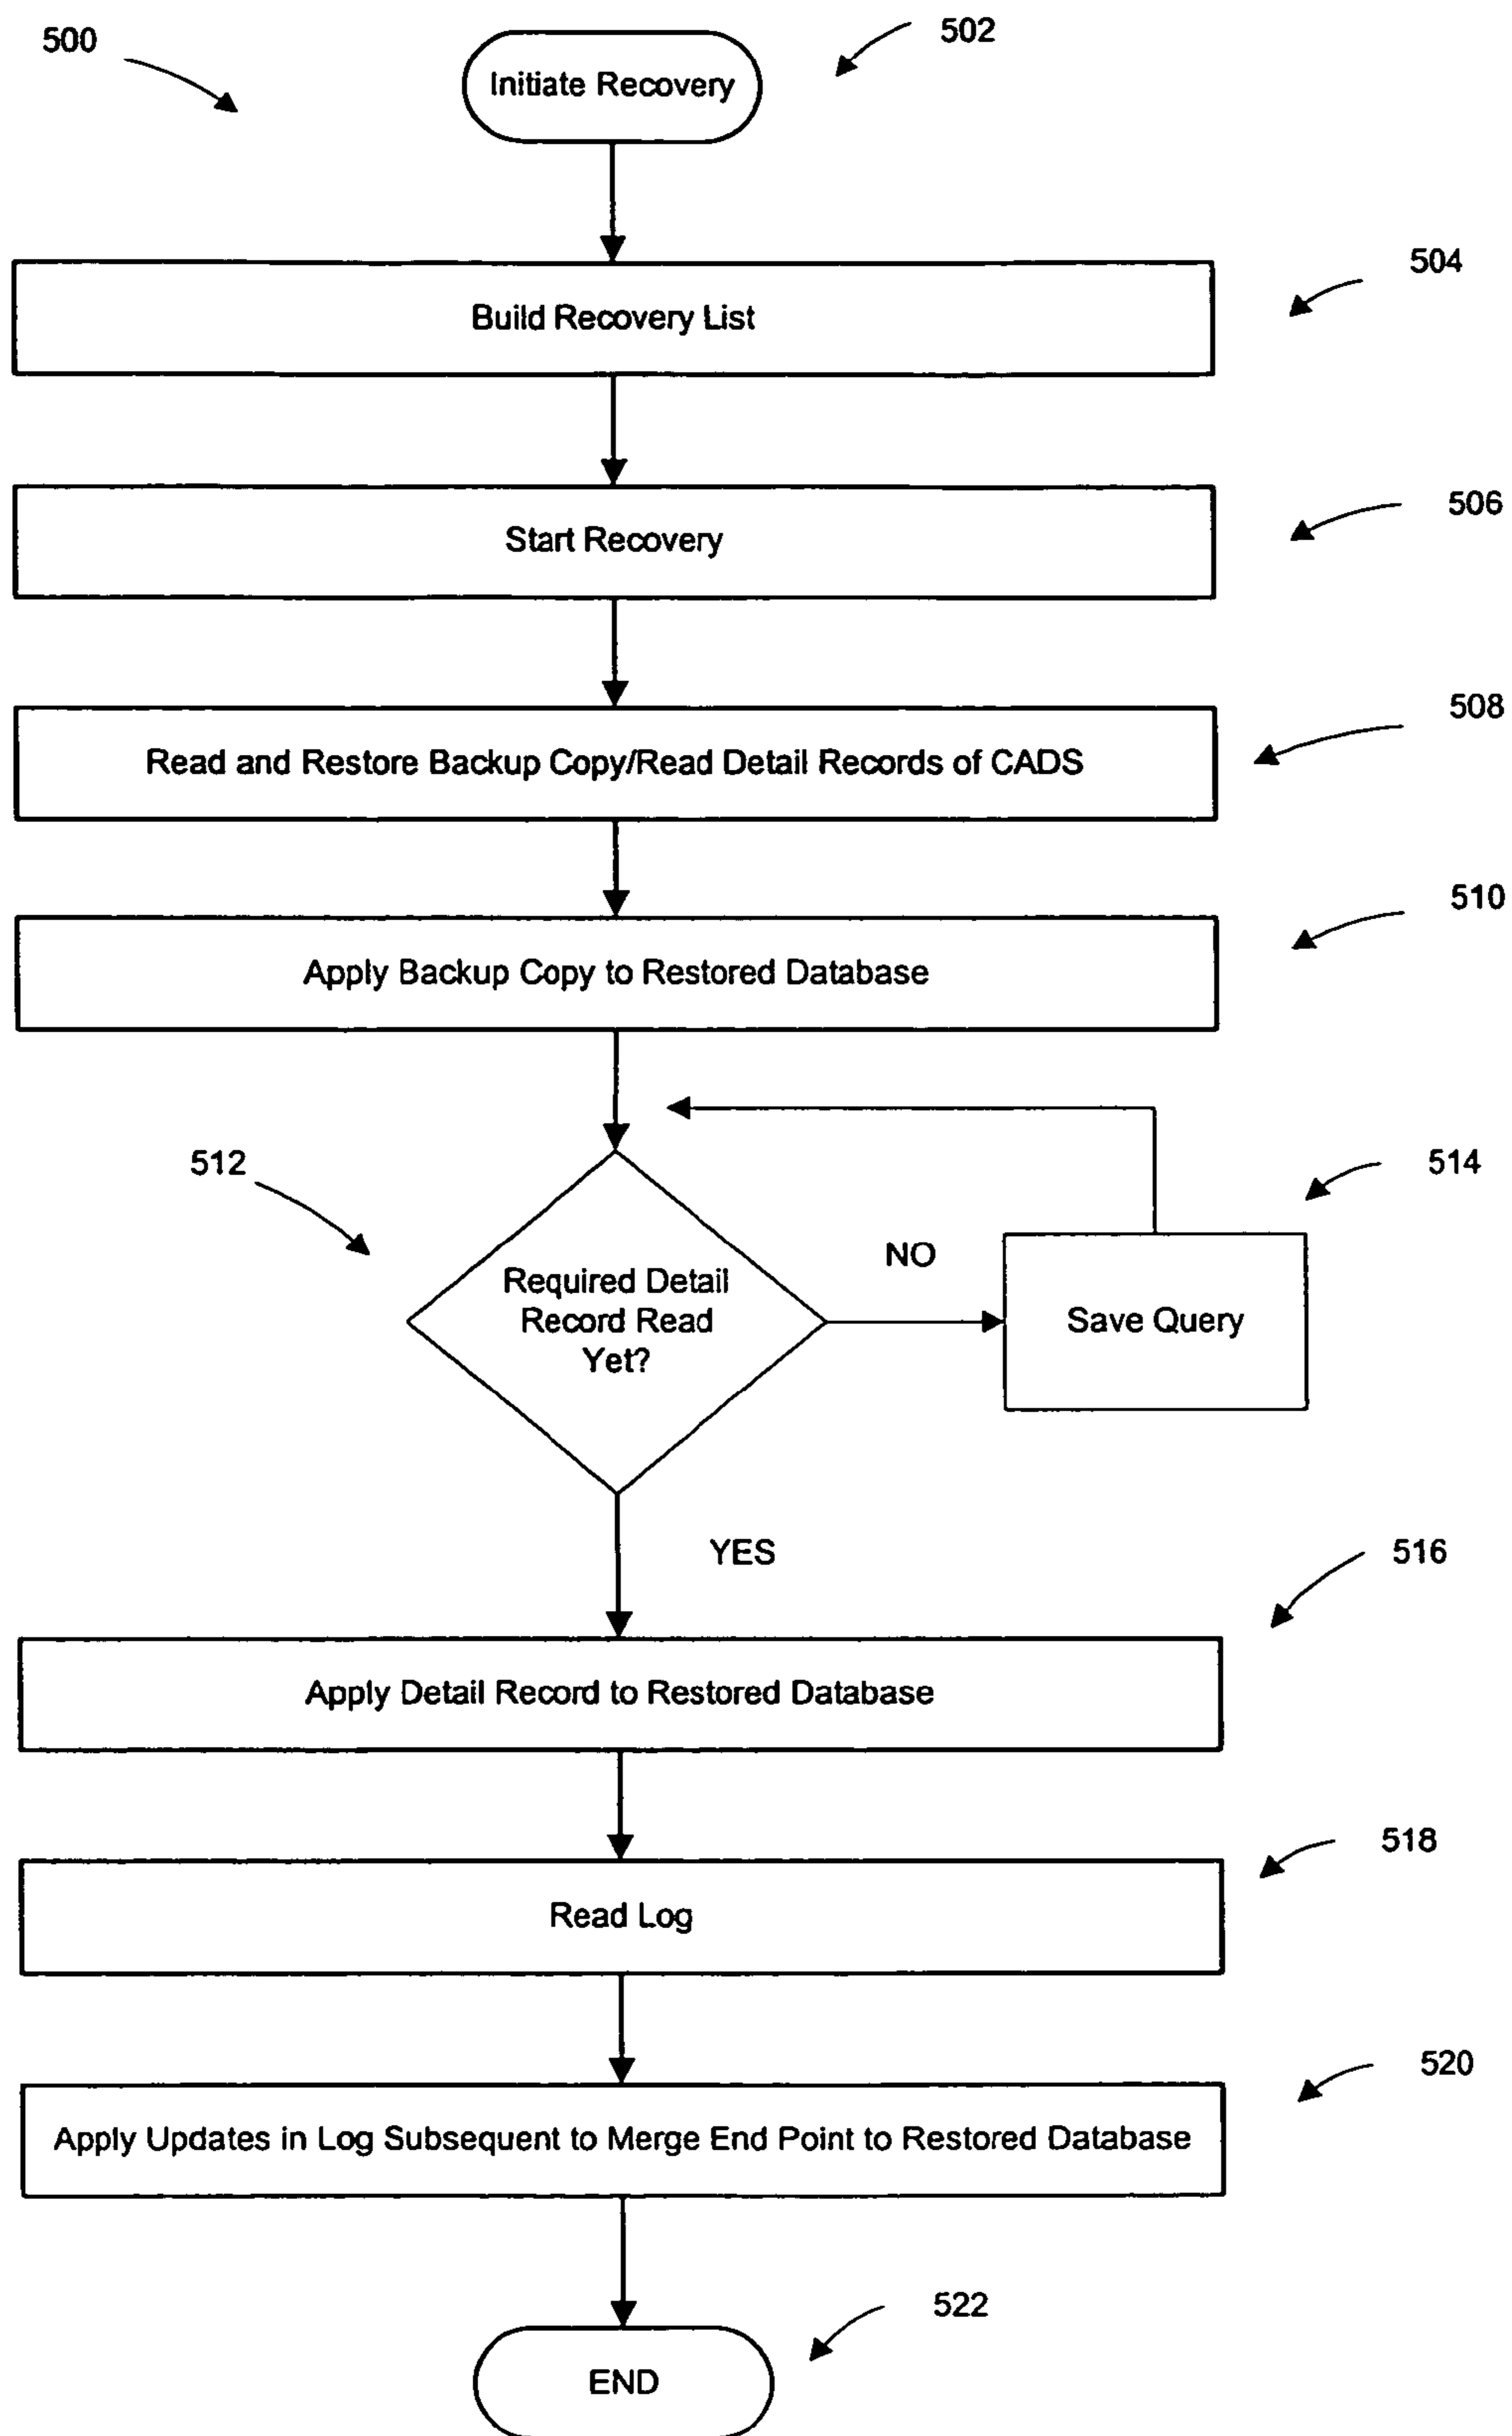 500
502
Initiate Recovery
504
Build Recovery List
506
Start Recovery
508
Read and Restore Backup Copy/Read Detail Records of CADS
510
Apply Backup Copy to Restored Database
512
514
NO
Required Detail
Record Read
Yet?
Save Query
YES
516
Apply Detail Record to Restored Database
518
Read Log
520
Apply Updates in Log Subsequent to Merge End Point to Restored Database
522
END